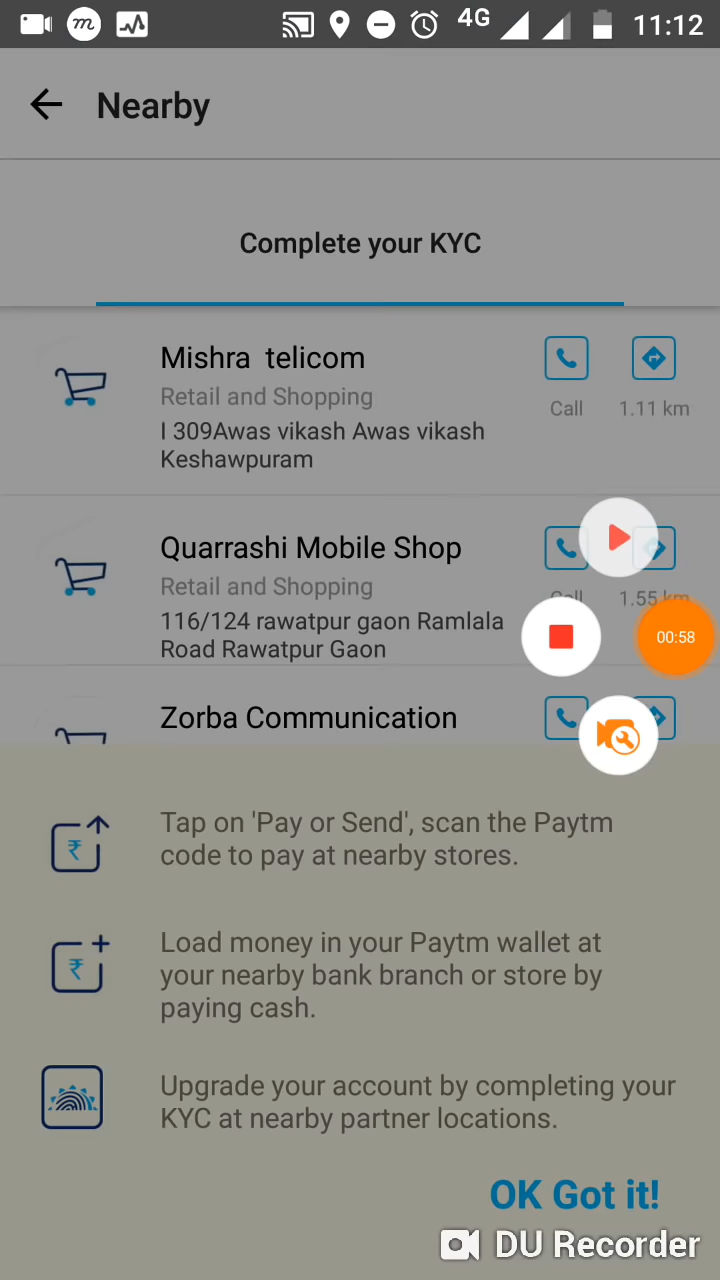 4G 11:12
Nearby
Complete your KYC
Mishra telicom
Retail and Shopping
I 309Awas vikash Awas vikash
Keshawpuram
Call 1.11 km
Quarrashi Mobile Shop
Retail and Shopping
116/124 rawatpur gaon Ramlala
Road Rawatpur Gaon
Call 1.55 km
00:58
Zorba Communication
Tap on 'Pay or Send', scan the Paytm
code to pay at nearby stores.
Load money in your Paytm wallet at
your nearby bank branch or store by
paying cash.
Upgrade your account by completing your
KYC at nearby partner locations.
OK Got it!
DU Recorder